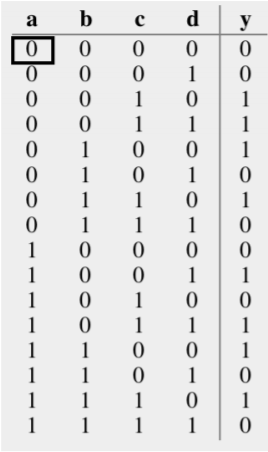 a b c d y
0 0 0 0 0
0 0 0 1 0
0 0 1 0 1
0 0 1 1 1
0 1 0 0 1
0 1 0 1 0
0 1 1 0 1
0 1 1 1 0
1 0 0 0 0
1 0 0 1 1
1 0 1 0 0
1 0 1 1 1
1 1 0 0 1
1 1 0 1 0
1 1 1 0 1
1 1 1 1 0